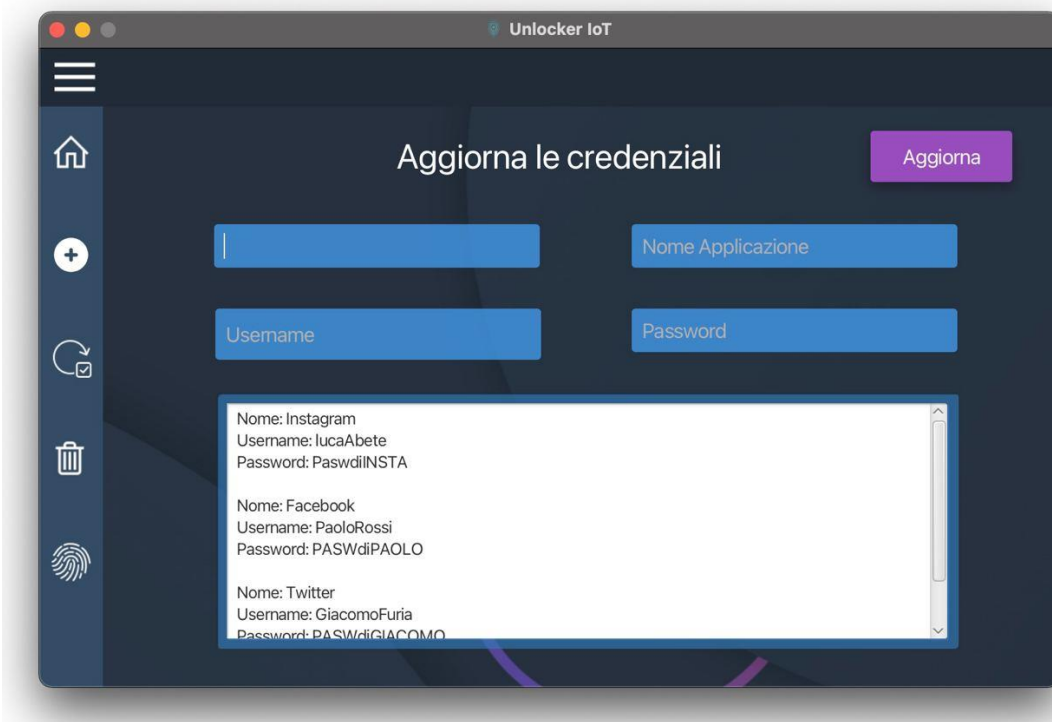 Unlocker IoT
Aggiorna le credenziali
Aggiorna
Nome Applicazione
Username
Password
Nome: Instagram
Username: lucaAbete
Password: PaswdilNSTA
Nome: Facebook
Username: PaoloRossi
Password: PASWdiPAOLO
Nome: Twitter
Username: GiacomoFuria
Password: PASWdiGIACOMO